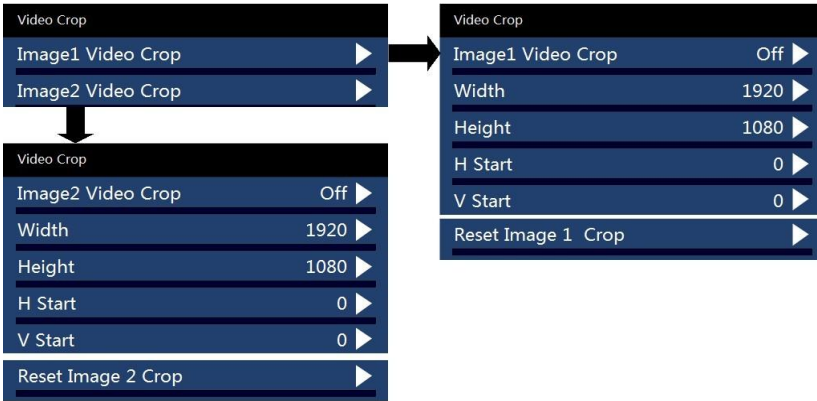 Video Crop
Image1 Video Crop
Image2 Video Crop
Video Crop
Image1 Video Crop Off
Width 1920
Height 1080
H Start 0
V Start 0
Reset Image 1 Crop
Video Crop
Image2 Video Crop Off
Width 1920
Height 1080
H Start 0
V Start 0
Reset Image 2 Crop